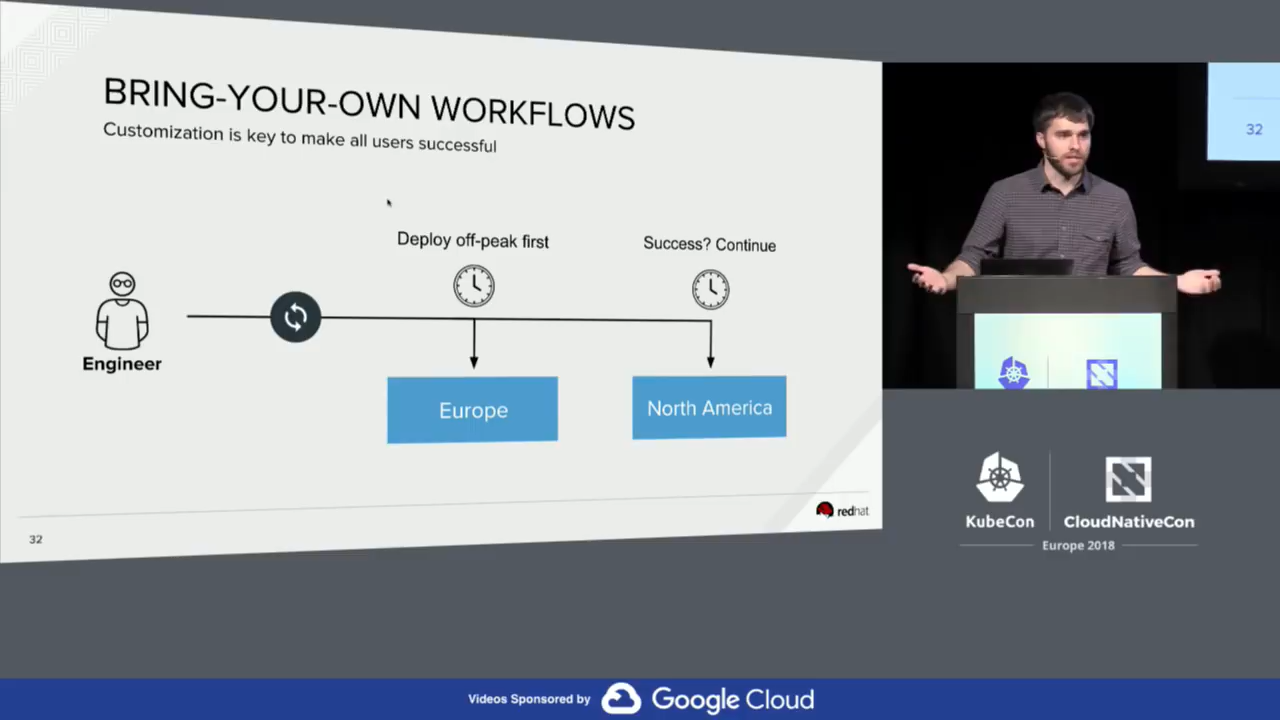 BRING-YOUR-OWN WORKFLOWS
Customization is key to make all users successful
Deploy off-peak first
Success? Continue
Engineer
Europe
North America
redhat
32
32
KubeCon
CloudNativeCon
Europe 2018
Videos Sponsored by Google Cloud